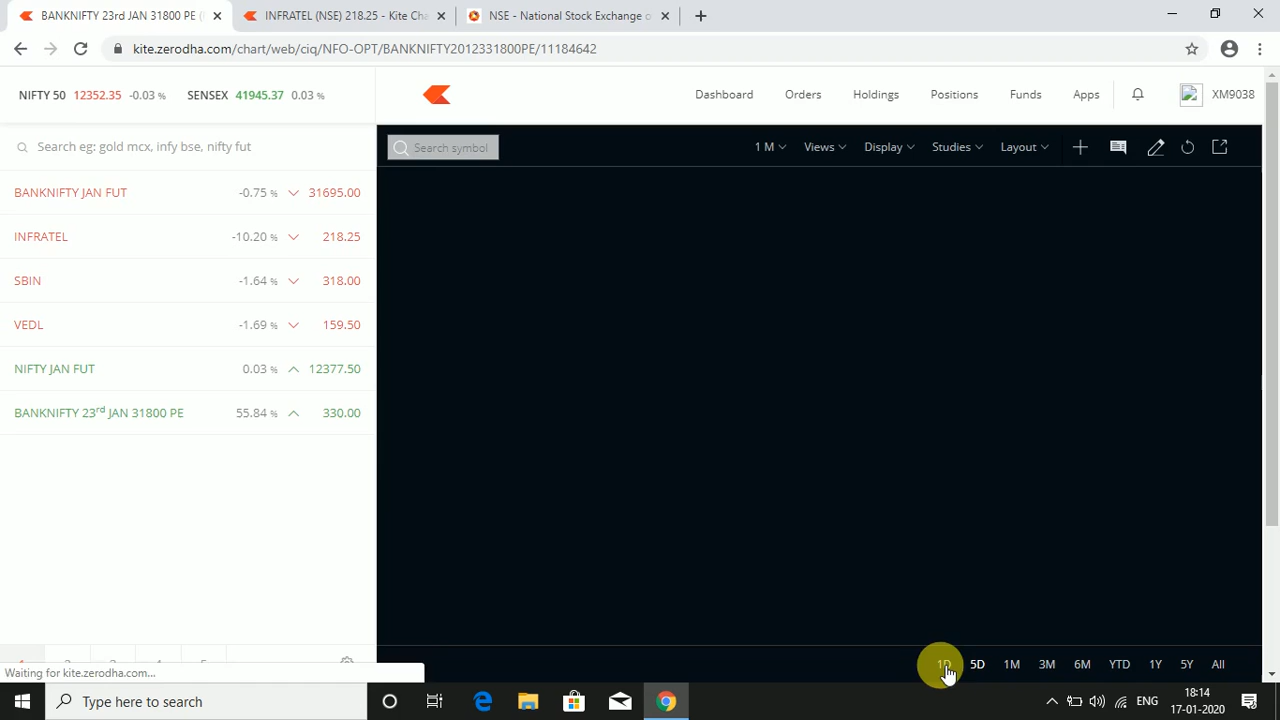 BANKNIFTY 23rd JAN 31800 PE (
INFRATEL (NSE) 218.25 - Kite Cha
NSE - National Stock Exchange o
kite.zerodha.com/chart/web/ciq/NFO-OPT/BANKNIFTY2012331800PE/11184642
NIFTY 50 12352.35 -0.03 % SENSEX 41945.37 0.03 %
Dashboard Orders Holdings Positions Funds Apps XM9038
Search eg: gold mcx, infy bse, nifty fut
Search symbol 1 M Views Display Studies Layout
BANKNIFTY JAN FUT -0.75 % 31695.00
INFRATEL -10.20 % 218.25
SBIN -1.64 % 318.00
VEDL -1.69 % 159.50
NIFTY JAN FUT 0.03 % 12377.50
BANKNIFTY 23rd JAN 31800 PE 55.84 % 330.00
1D 5D 1M 3M 6M YTD 1Y 5Y All
Waiting for kite.zerodha.com...
Type here to search
ENG
18:14
17-01-2020